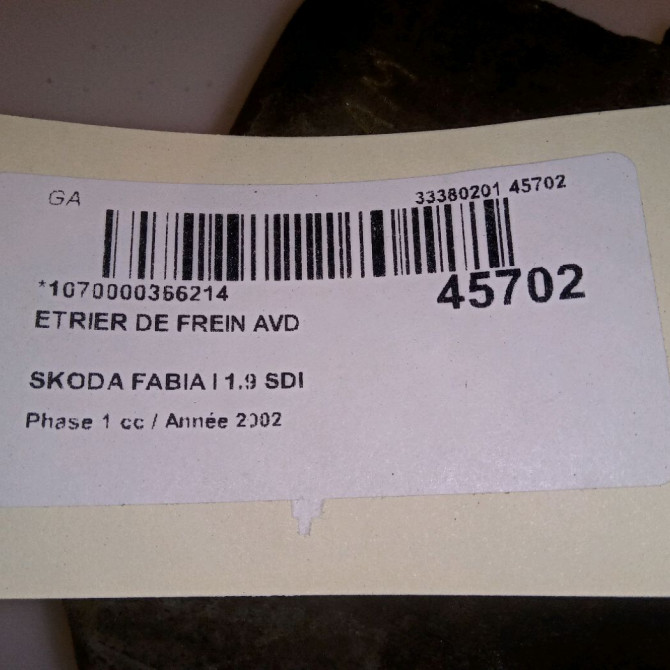 GA
33380201 45702
*1070000366214
45702
ETRIER DE FREIN AVD
SKODA FABIA I 1.9 SDI
Phase 1 cc / Année 2002